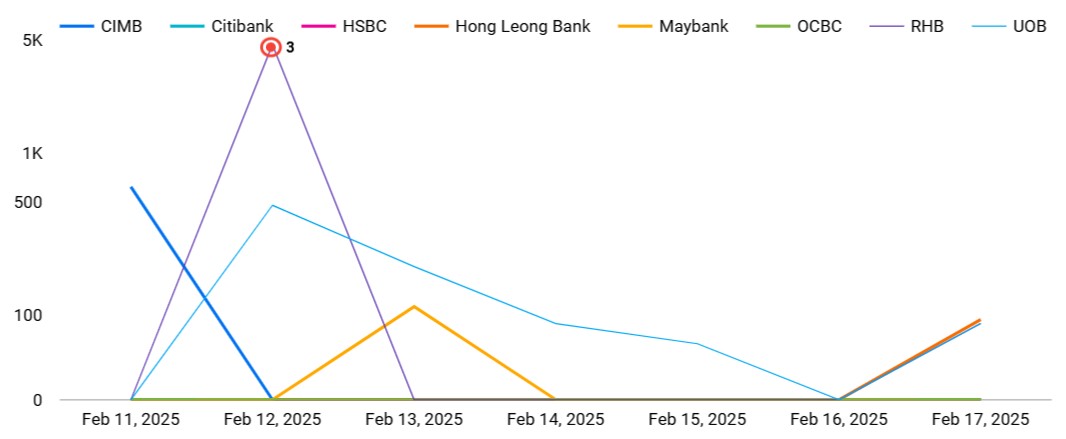 CIMB Citibank HSBC Hong Leong Bank Maybank OCBC RHB UOB
5K
3
1K
500
100
0
Feb 11, 2025 Feb 12, 2025 Feb 13, 2025 Feb 14, 2025 Feb 15, 2025 Feb 16, 2025 Feb 17, 2025